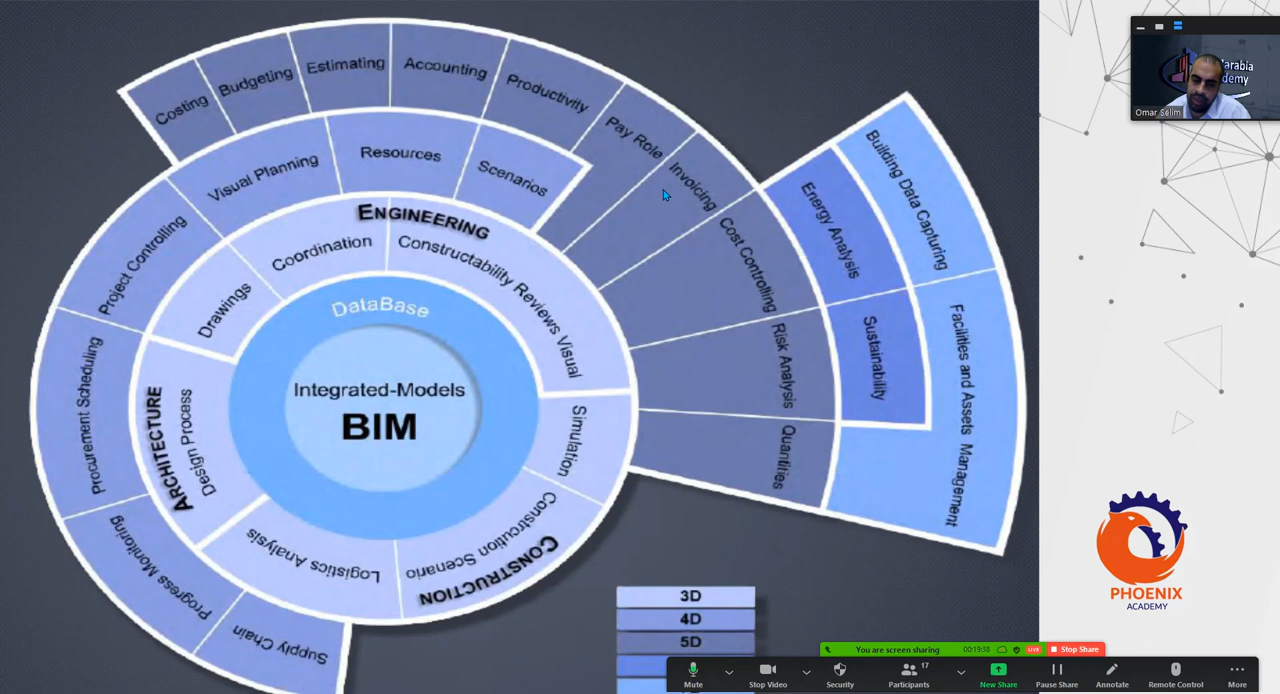 Costing
Budgeting
Estimating
Accounting
Productivity
Pay Role
Invoicing
Cost Controlling
Risk Analysis
Quantities
Building Data Capturing
Energy Analysis
Sustainability
Facilities and Assets Management
Visual Planning
Resources
Scenarios
Project Controlling
Procurement Scheduling
Progress Monitoring
Supply Chain
ENGINEERING
Coordination
Constructability Reviews Visual
Drawings
ARCHITECTURE
Design Process
Simulation
Constrcution Scenario
CONSTRUCTION
Logistics Analysis
DataBase
Integrated-Models
BIM
3D
4D
5D
Omar Selim
PHOENIX
ACADEMY
You are screen sharing
00:19:38
LIVE
Stop Share
Mute
Stop Video
Security
Participants
17
New Share
Pause Share
Annotate
Remote Control
More